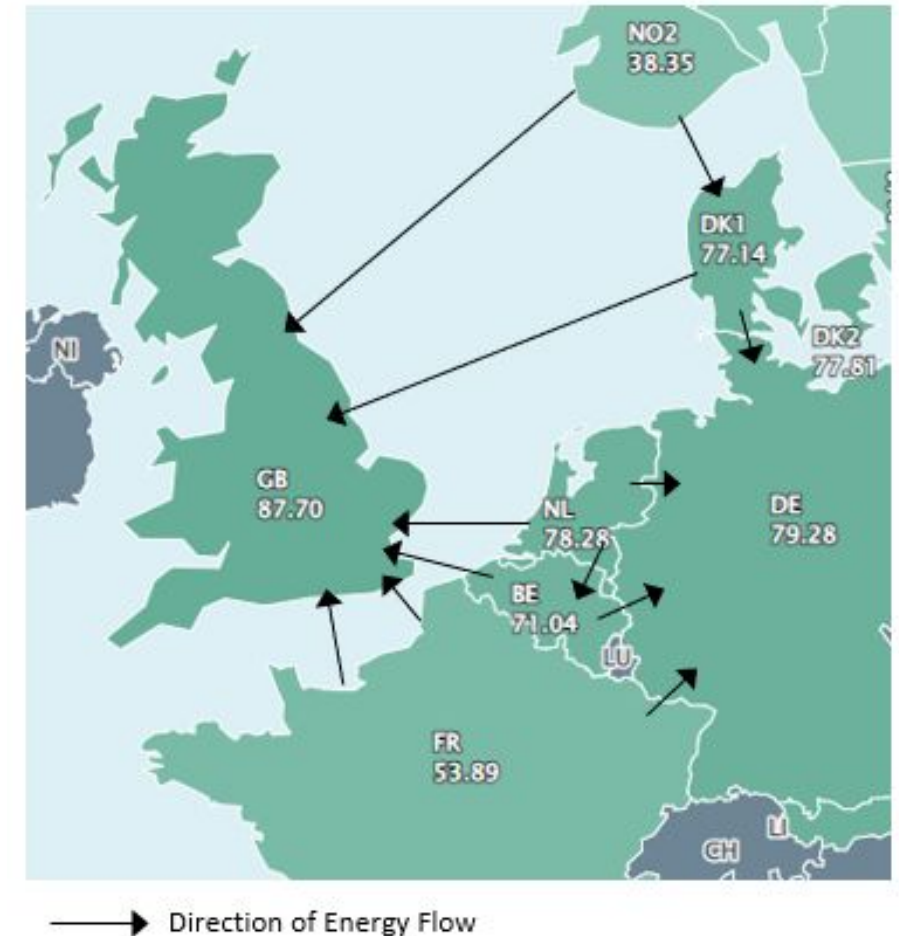 NO2
38.35
DK1
77.14
NI
DK2
77.81
GB
87.70
NL
78.28
DE
79.28
BE
71.04
LU
FR
53.89
LI
CH
Direction of Energy Flow